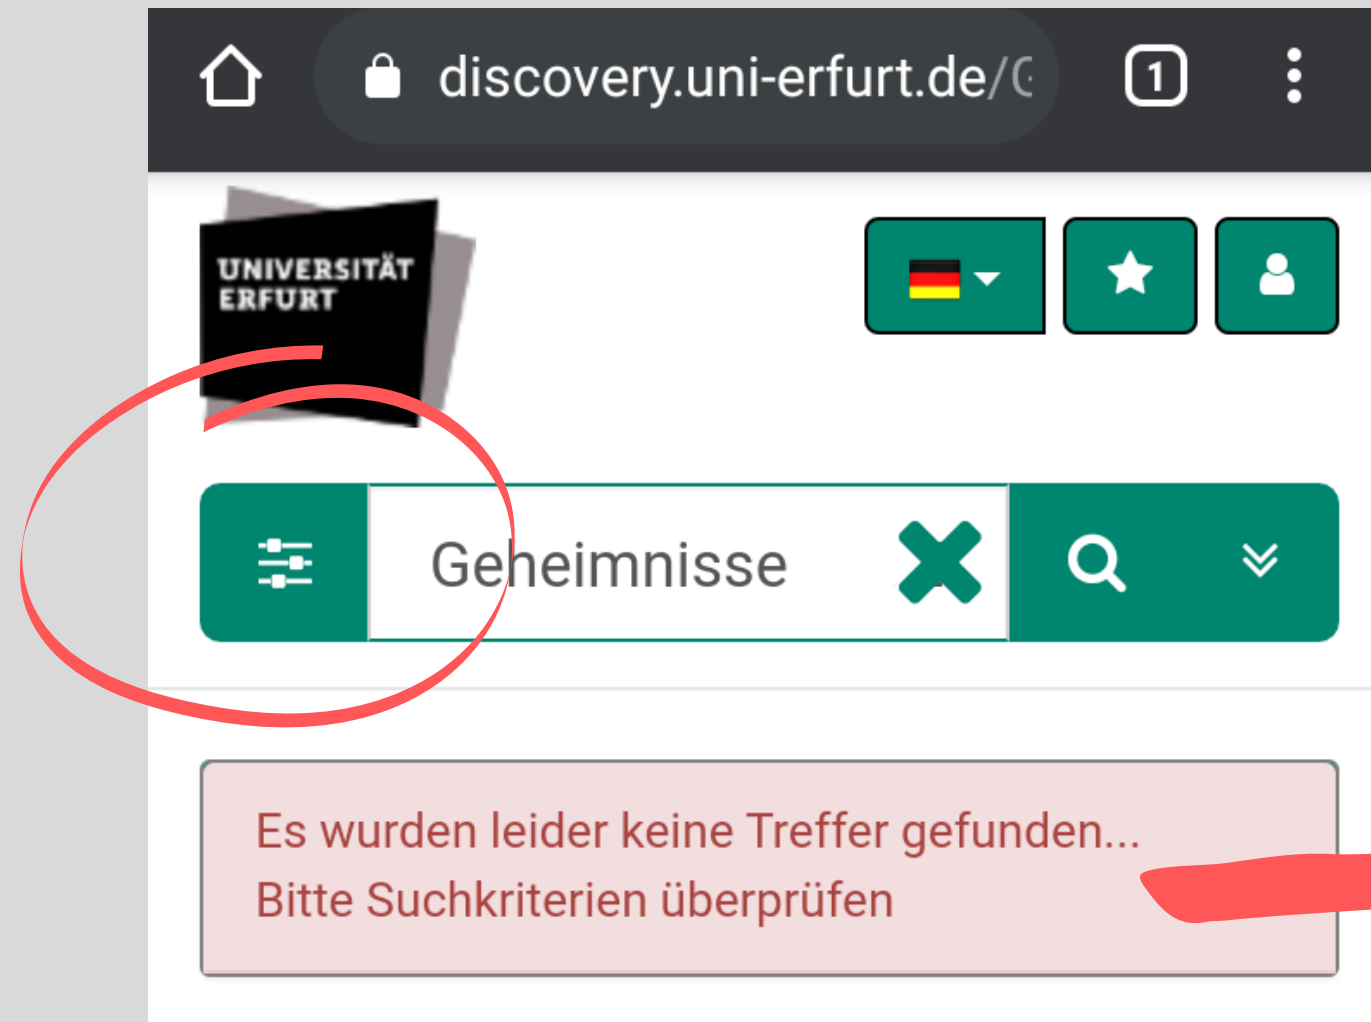 discovery.uni-erfurt.de/
1
UNIVERSITÄT
ERFURT
Geheimnisse
Es wurden leider keine Treffer gefunden...
Bitte Suchkriterien überprüfen